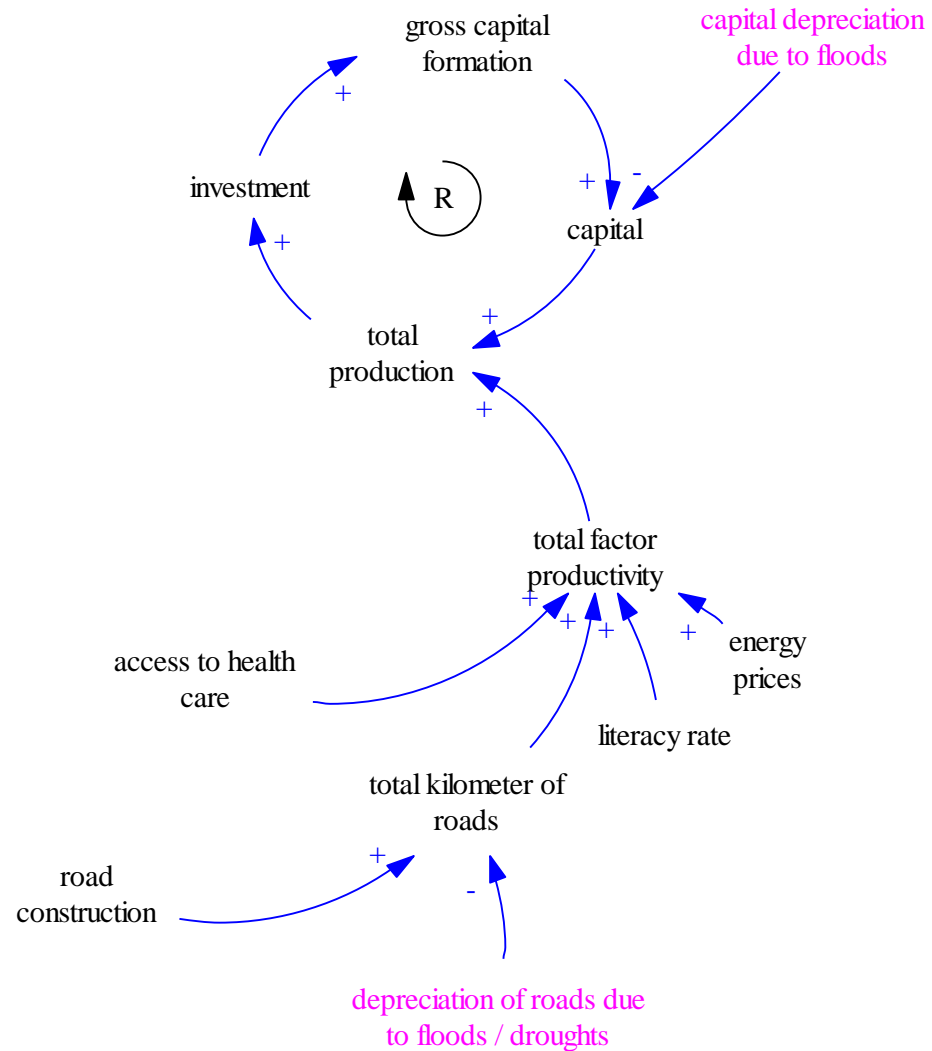 gross capital
formation
capital depreciation
due to floods
+
investment
R
+
-
capital
+
+
total
production
+
total factor
productivity
+
+
+
+
energy
prices
access to health
care
literacy rate
total kilometer of
roads
+
road
construction
-
depreciation of roads due
to floods / droughts